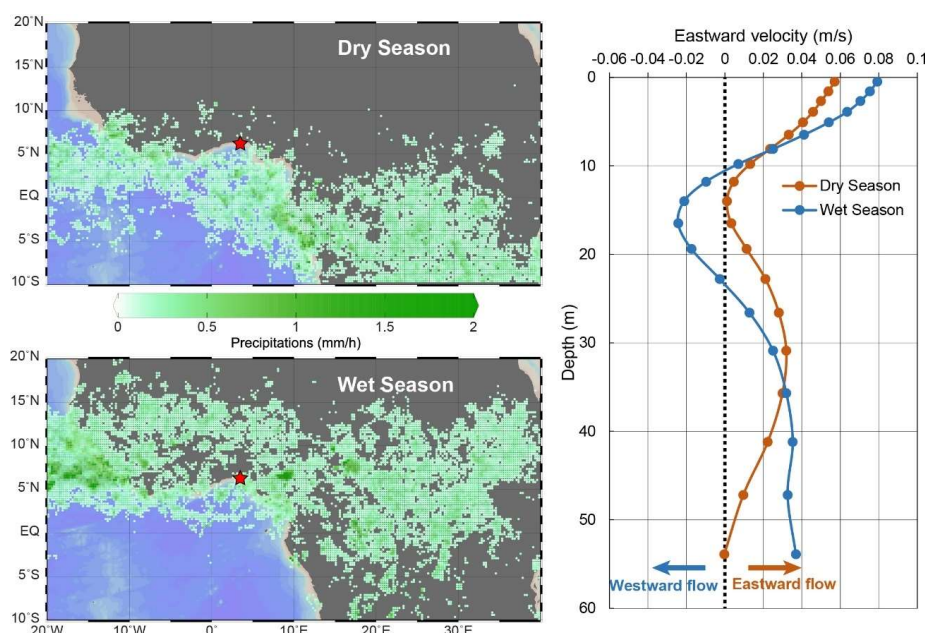 20°N
15°N
10°N
5°N
EQ
5°S
10°S
Dry Season
0 0.5 1 1.5 2
Precipitations (mm/h)
20°N
15°N
10°N
5°N
EQ
5°S
10°S
Wet Season
20°W 10°W 0° 10°E 20°E 30°E
Eastward velocity (m/s)
-0.06 -0.04 -0.02 0 0.02 0.04 0.06 0.08 0.1
0
10
20
30
40
50
60
Depth (m)
Dry Season
Wet Season
Westward flow
Eastward flow